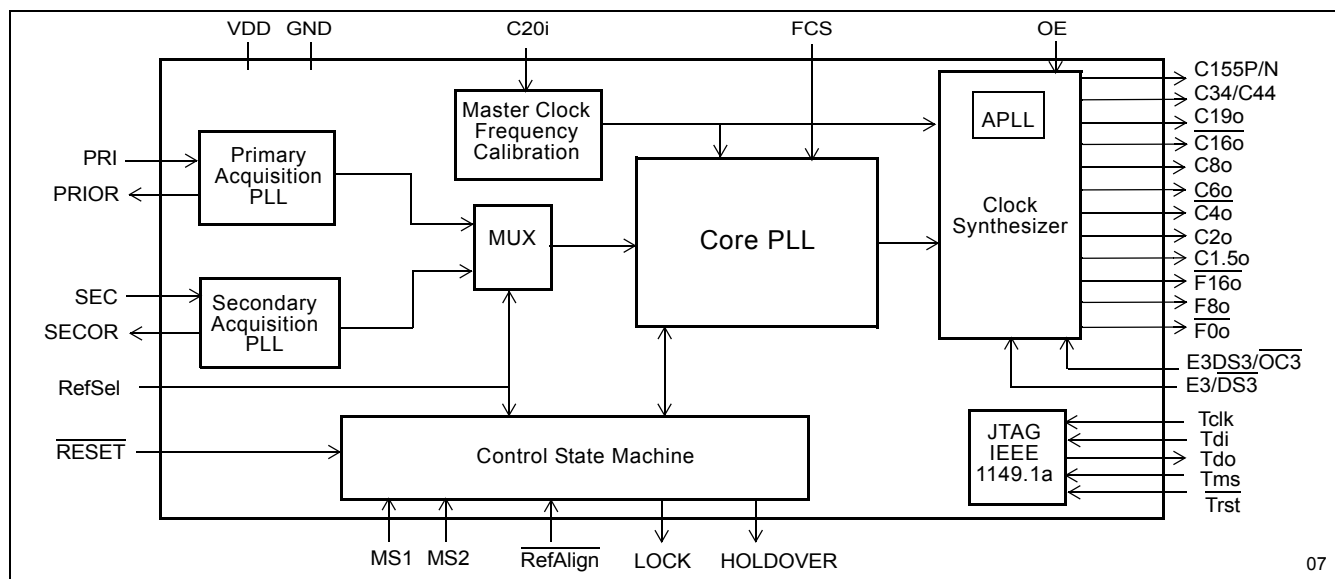 VDD GND C20i FCS OE
Master Clock
Frequency
Calibration
APLL
Clock
Synthesizer
C155P/N
C34/C44
C19o
C16o
C8o
C6o
C4o
C2o
C1.5o
F16o
F8o
F0o
PRI
PRIOR
Primary
Acquisition
PLL
MUX
Core PLL
SEC
SECOR
Secondary
Acquisition
PLL
RefSel
E3DS3/OC3
E3/DS3
RESET
Control State Machine
JTAG
IEEE
1149.1a
Tclk
Tdi
Tdo
Tms
Trst
MS1 MS2 RefAlign LOCK HOLDOVER
07